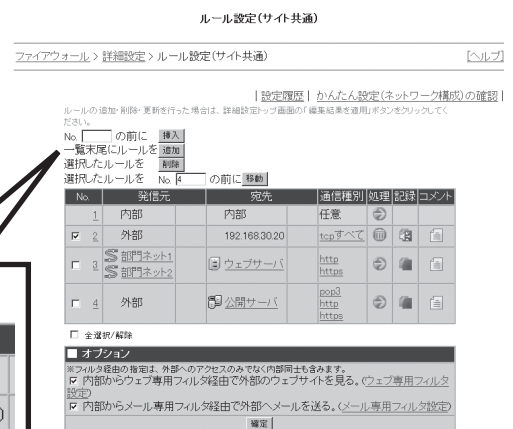 ルール設定(サイト共通)
ファイアウォール > 詳細設定 > ルール設定(サイト共通) [ヘルプ]
| 設定履歴 | かんたん設定(ネットワーク構成)の確認 |
ルールの追加・削除・更新を行った場合は、詳細設定トップ画面の「編集結果を適用」ボタンをクリックしてく
ださい。
No. の前に 挿入
一覧末尾にルールを 追加
選択したルールを 削除
選択したルールを No. 4 の前に 移動
No. 発信元 宛先 通信種別 処理 記録 コメント
1 内部 内部 任意
2 外部 192.168.30.20 tcpすべて
3 部門ネット1 部門ネット2 ウェブサーバ http https
4 外部 公開サーバ pop3 http https
全選択/解除
■ オプション
※フィルタ経由の指定は、外部へのアクセスのみでなく内部同士も含みます。
内部からウェブ専用フィルタ経由で外部のウェブサイトを見る。(ウェブ専用フィルタ
設定)
内部からメール専用フィルタ経由で外部へメールを送る。(メール専用フィルタ設定)
確定